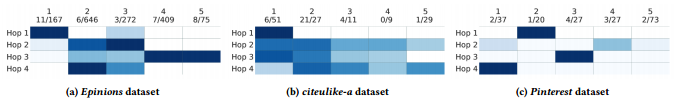 1 2 3 4 5
11/167 6/646 3/272 7/409 8/75
Hop 1
Hop 2
Hop 3
Hop 4
(a) Epinions dataset
1 2 3 4 5
6/51 21/27 4/11 0/9 1/29
Hop 1
Hop 2
Hop 3
Hop 4
(b) citeulike-a dataset
1 2 3 4 5
2/37 1/20 4/27 3/27 2/73
Hop 1
Hop 2
Hop 3
Hop 4
(c) Pinterest dataset